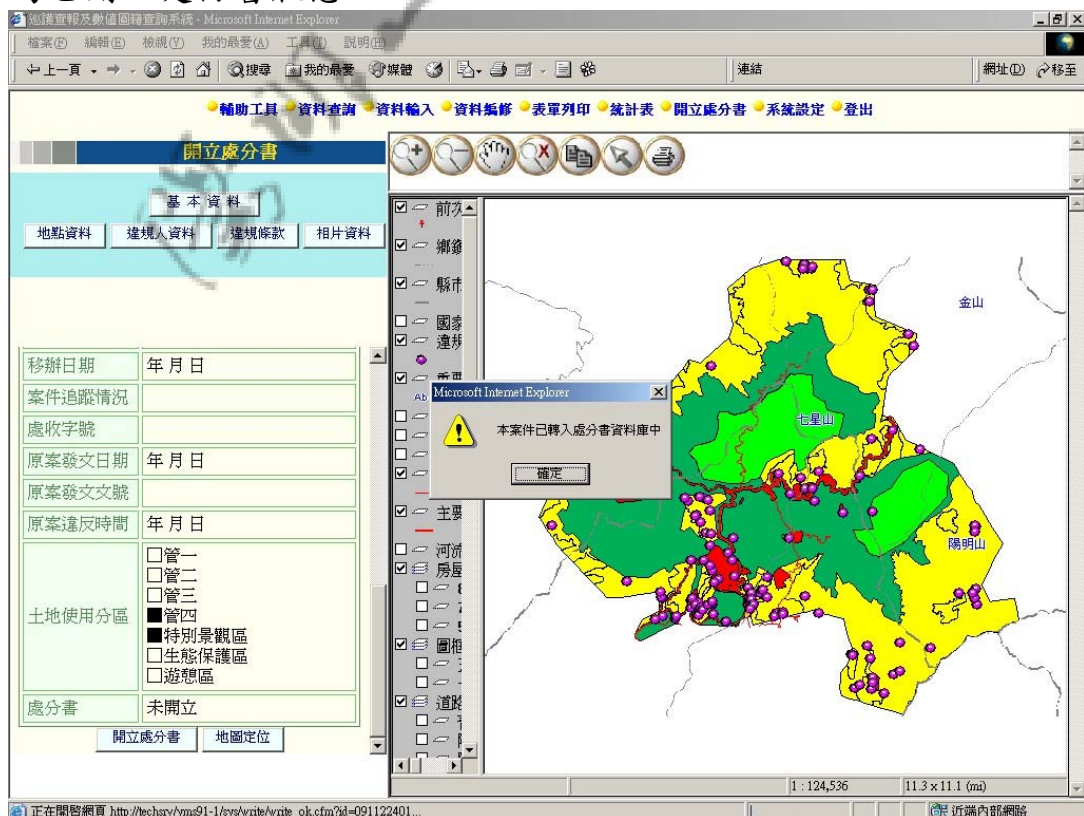 巡護查報及數值圖籍查詢系統 - Microsoft Internet Explorer
檔案(F) 編輯(E) 檢視(V) 我的最愛(A) 工具(T) 說明(H)
上一頁 搜尋 我的最愛 媒體 連結 網址(D) 移至
輔助工具 資料查詢 資料輸入 資料編修 表單列印 統計表 開立處分書 系統設定 登出
開立處分書
基本資料
地點資料 違規人資料 違規條款 相片資料
移辦日期 年 月 日
案件追蹤情況
處收字號
原案發文日期 年 月 日
原案發文文號
原案違反時間 年 月 日
土地使用分區
□管一
□管二
□管三
■管四
■特別景觀區
□生態保護區
□遊憩區
處分書 未開立
開立處分書 地圖定位
前次
鄉鎮
縣市
國家
違規
重要
Ab
主要
河流
房屋
圖框
道路
Microsoft Internet Explorer
本案件已轉入處分書資料庫中
確定
金山
七星山
陽明山
1 : 124,536 11.3 x 11.1 (mi)
正在開啟網頁 http://techsrv/yms91-1/sys/write/write_ok.cfm?id=091122401...
近端內部網路